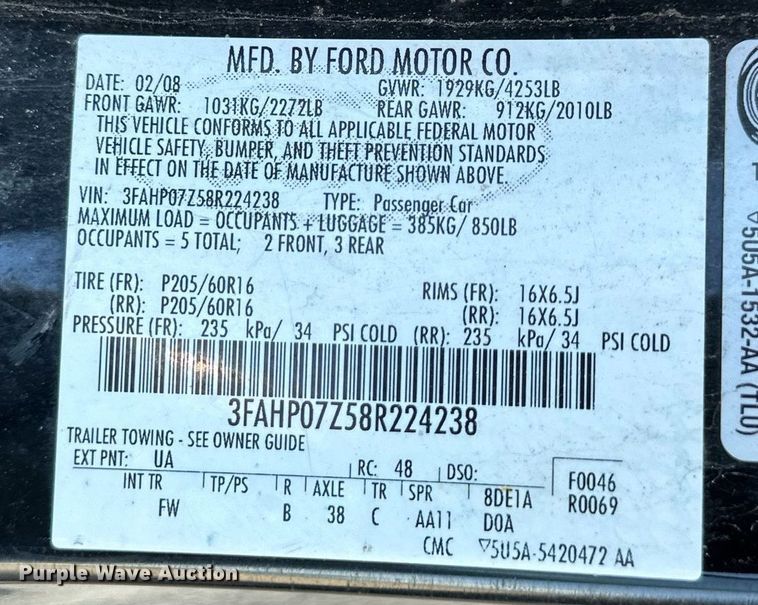 MFD. BY FORD MOTOR CO.
DATE: 02/08 GVWR: 1929KG/4253LB
FRONT GAWR: 1031KG/2272LB REAR GAWR: 912KG/2010LB
THIS VEHICLE CONFORMS TO ALL APPLICABLE FEDERAL MOTOR
VEHICLE SAFETY, BUMPER, AND THEFT PREVENTION STANDARDS
IN EFFECT ON THE DATE OF MANUFACTURE SHOWN ABOVE.
VIN: 3FAHP07Z58R224238 TYPE: Passenger Car
MAXIMUM LOAD = OCCUPANTS + LUGGAGE = 385KG/ 850LB
OCCUPANTS = 5 TOTAL; 2 FRONT, 3 REAR
TIRE (FR): P205/60R16 RIMS (FR): 16X6.5J
(RR): P205/60R16 (RR): 16X6.5J
PRESSURE (FR): 235 kPa/ 34 PSI COLD (RR): 235 kPa/ 34 PSI COLD
3FAHP07Z58R224238
TRAILER TOWING - SEE OWNER GUIDE
EXT PNT: UA RC: 48 DSO: F0046
INT TR TP/PS R AXLE TR SPR 8DE1A R0069
FW B 38 C AA11 D0A
CMC ▽5U5A-5420472 AA
▽5U5A-1532-AA (TLU)
Purple Wave Auction